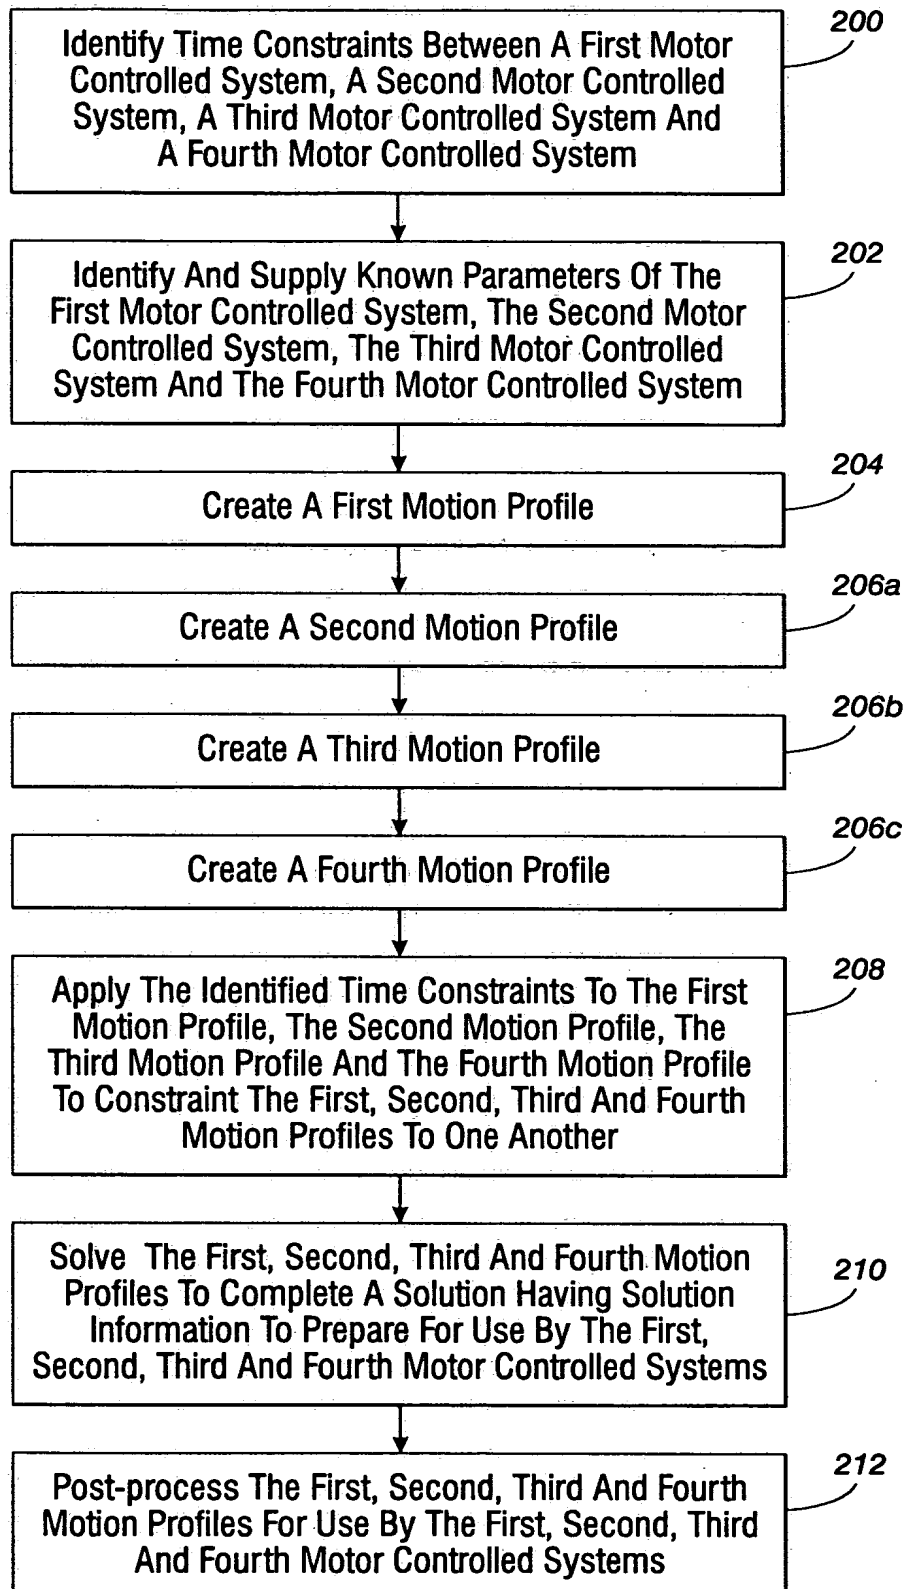 200
Identify Time Constraints Between A First Motor
Controlled System, A Second Motor Controlled
System, A Third Motor Controlled System And
A Fourth Motor Controlled System
202
Identify And Supply Known Parameters Of The
First Motor Controlled System, The Second Motor
Controlled System, The Third Motor Controlled
System And The Fourth Motor Controlled System
204
Create A First Motion Profile
206a
Create A Second Motion Profile
206b
Create A Third Motion Profile
206c
Create A Fourth Motion Profile
208
Apply The Identified Time Constraints To The First
Motion Profile, The Second Motion Profile, The
Third Motion Profile And The Fourth Motion Profile
To Constraint The First, Second, Third And Fourth
Motion Profiles To One Another
210
Solve The First, Second, Third And Fourth Motion
Profiles To Complete A Solution Having Solution
Information To Prepare For Use By The First,
Second, Third And Fourth Motor Controlled Systems
212
Post-process The First, Second, Third And Fourth
Motion Profiles For Use By The First, Second, Third
And Fourth Motor Controlled Systems